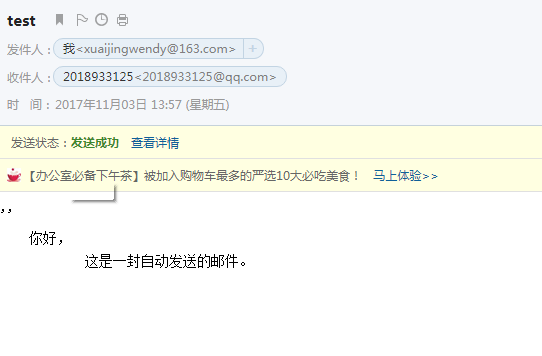 test
发件人：我<xuaijingwendy@163.com> +
收件人：2018933125<2018933125@qq.com>
时 间：2017年11月03日 13:57 (星期五)
发送状态：发送成功 查看详情
【办公室必备下午茶】被加入购物车最多的严选10大必吃美食！ 马上体验>>
,,
你好，
这是一封自动发送的邮件。